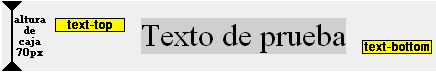 altura
de
caja
70px
text-top
Texto de prueba
text-bottom